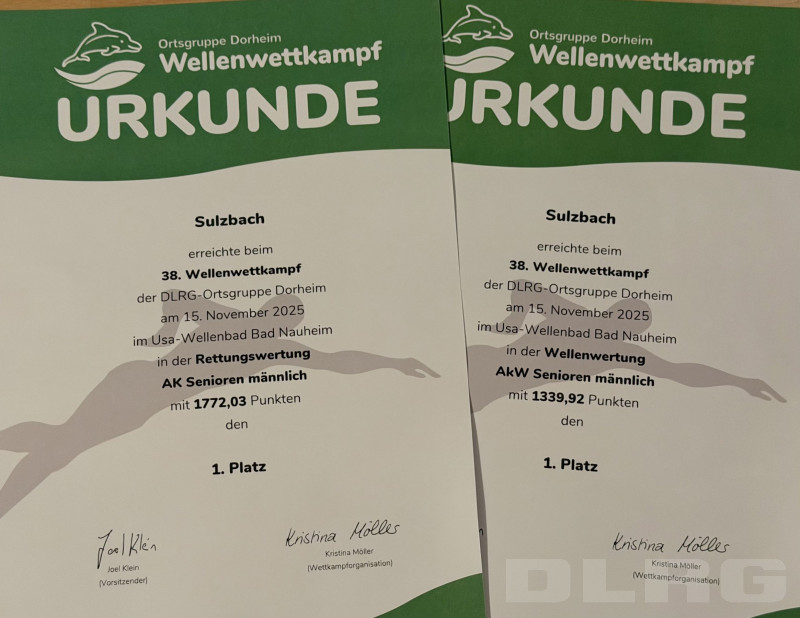 Ortsgruppe Dorheim
Wellenwettkampf
URKUNDE
Sulzbach
erreichte beim
38. Wellenwettkampf
der DLRG-Ortsgruppe Dorheim
am 15. November 2025
im Usa-Wellenbad Bad Nauheim
in der Rettungswertung
AK Senioren männlich
mit 1772,03 Punkten
den
1. Platz
Joel Klein
Joel Klein
(Vorsitzender)
Kristina Möller
Kristina Möller
(Wettkampforganisation)
Ortsgruppe Dorheim
Wellenwettkampf
URKUNDE
Sulzbach
erreichte beim
38. Wellenwettkampf
der DLRG-Ortsgruppe Dorheim
am 15. November 2025
im Usa-Wellenbad Bad Nauheim
in der Wellenwertung
AkW Senioren männlich
mit 1339,92 Punkten
den
1. Platz
Kristina Möller
Kristina Möller
(Wettkampforganisation)
DLRG